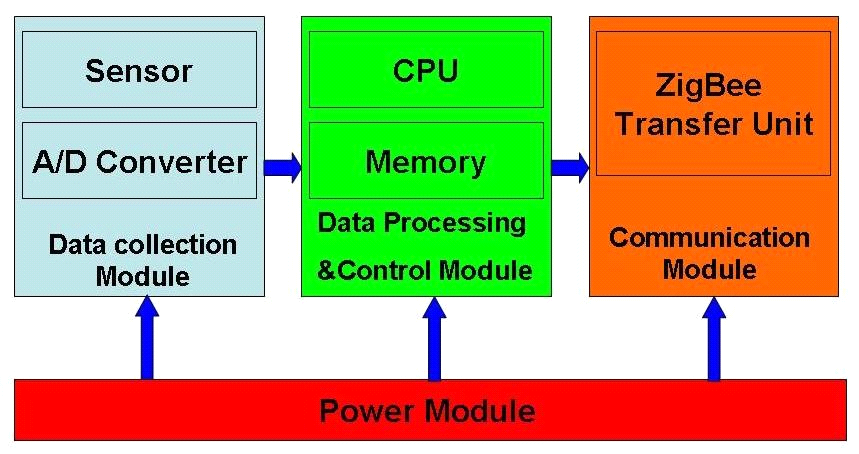 Sensor
A/D Converter
Data collection
Module
CPU
Memory
Data Processing
&Control Module
ZigBee
Transfer Unit
Communication
Module
Power Module